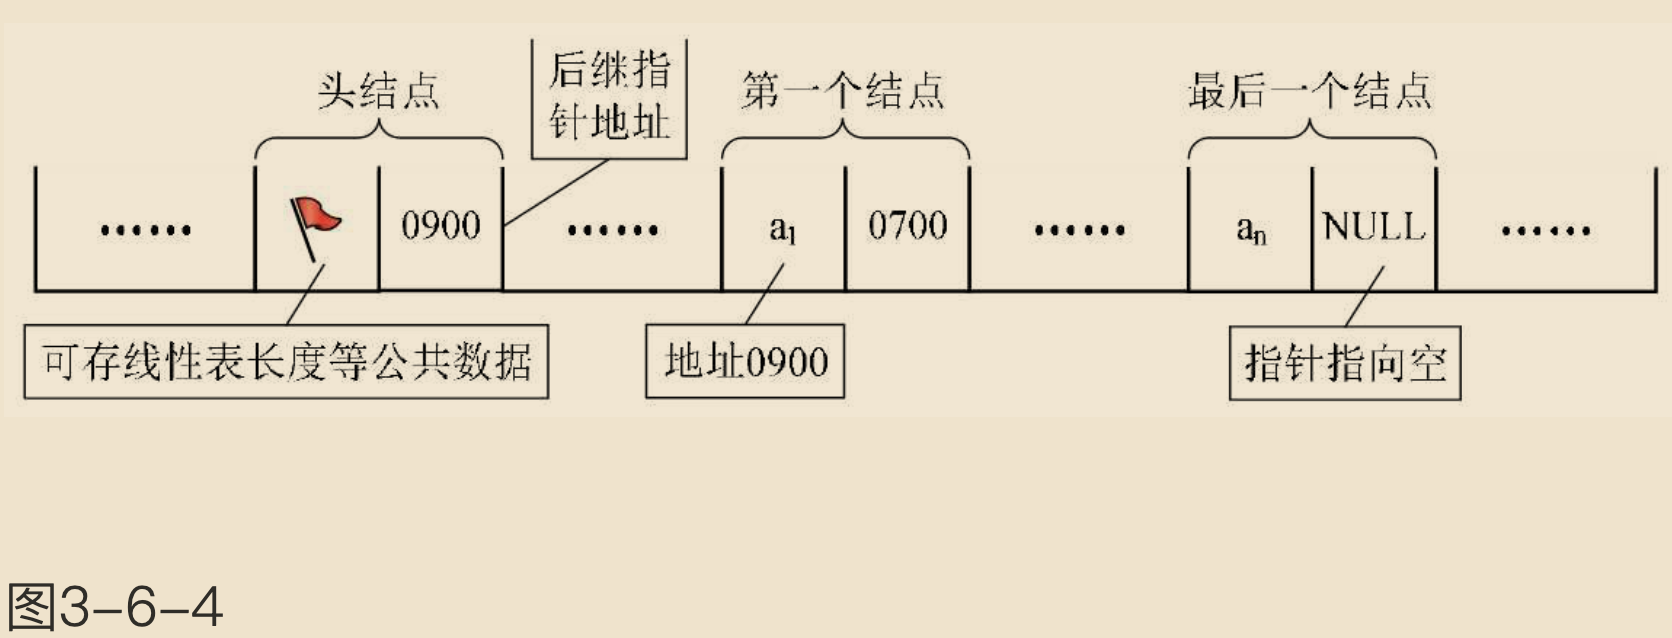 头结点
后继指
针地址
第一个结点
最后一个结点
......
0900
......
a1
0700
......
an
NULL
......
可存线性表长度等公共数据
地址0900
指针指向空
图3-6-4